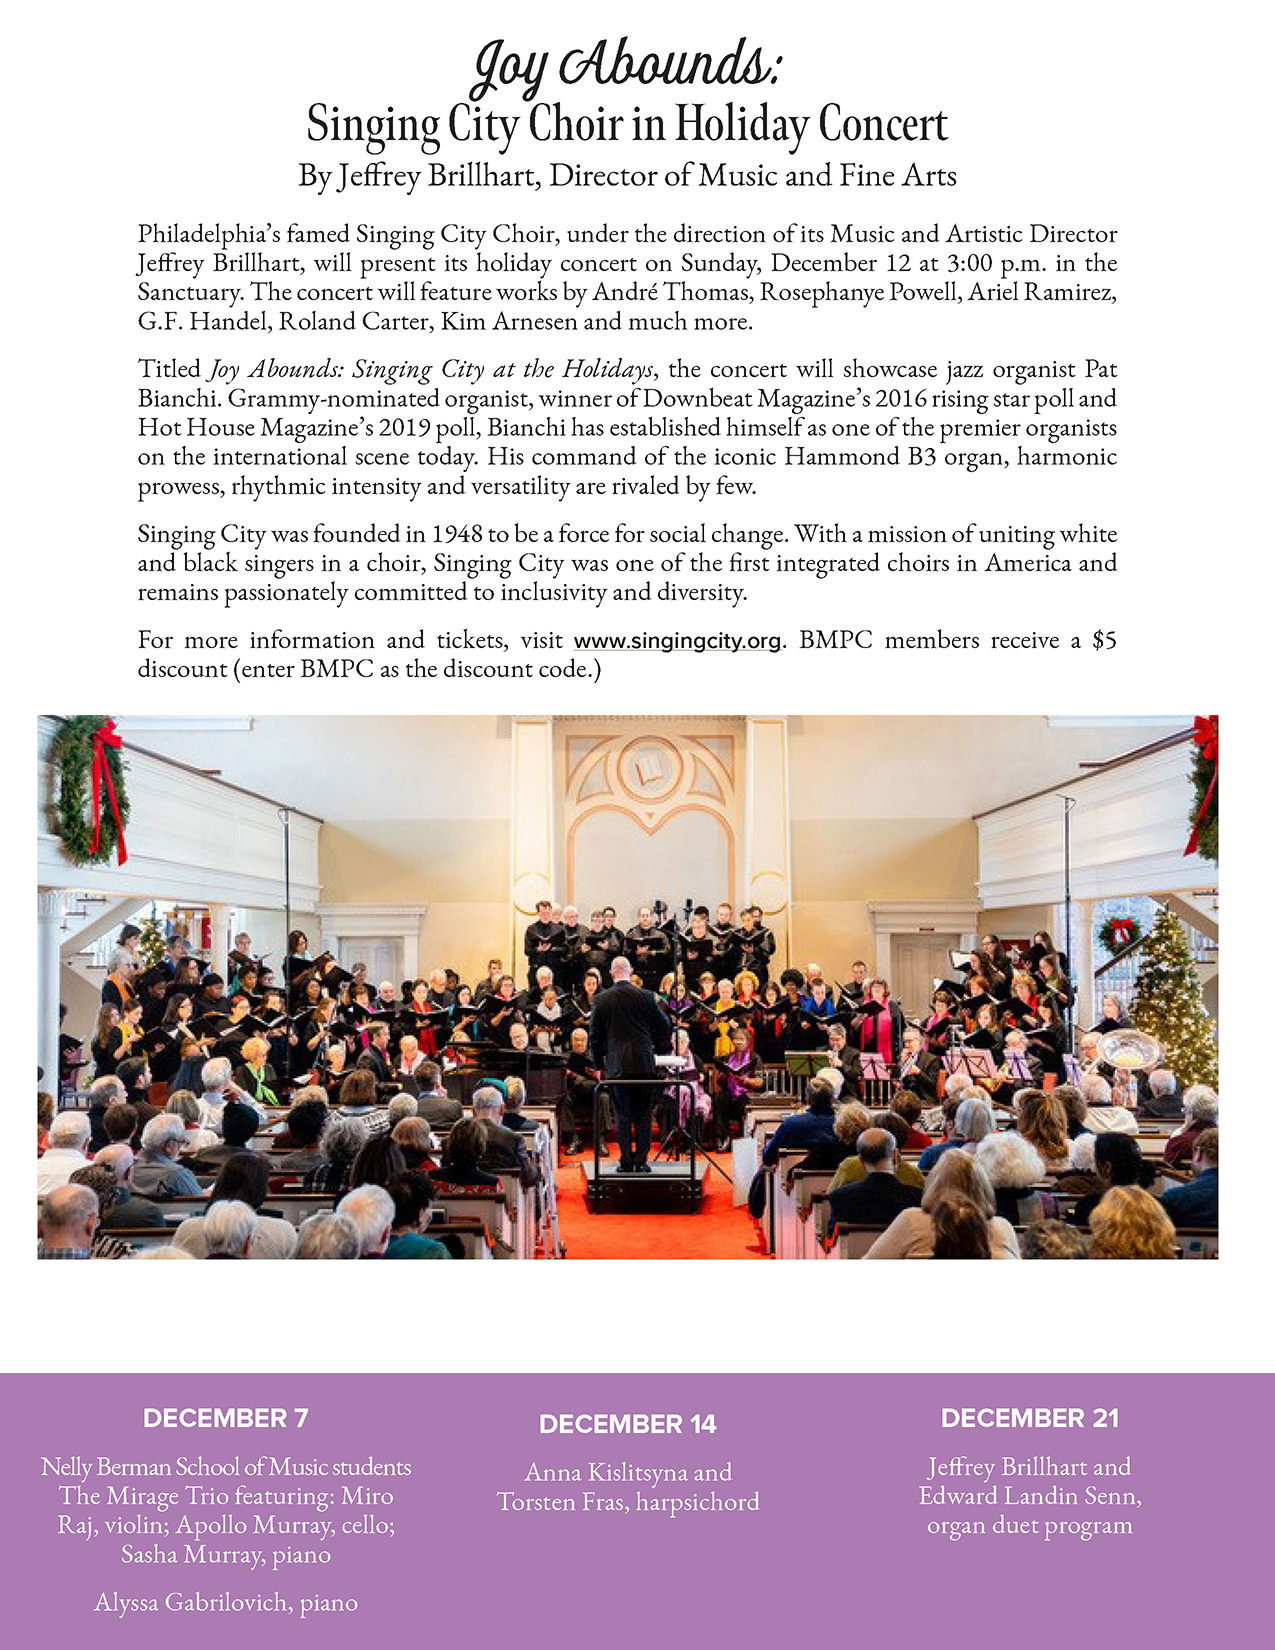 Joy Abounds:
Singing City Choir in Holiday Concert
By Jeffrey Brillhart, Director of Music and Fine Arts
Philadelphia’s famed Singing City Choir, under the direction of its Music and Artistic Director
Jeffrey Brillhart, will present its holiday concert on Sunday, December 12 at 3:00 p.m. in the
Sanctuary. The concert will feature works by André Thomas, Rosephanye Powell, Ariel Ramirez,
G.F. Handel, Roland Carter, Kim Arnesen and much more.
Titled Joy Abounds: Singing City at the Holidays, the concert will showcase jazz organist Pat
Bianchi. Grammy-nominated organist, winner of Downbeat Magazine’s 2016 rising star poll and
Hot House Magazine’s 2019 poll, Bianchi has established himself as one of the premier organists
on the international scene today. His command of the iconic Hammond B3 organ, harmonic
prowess, rhythmic intensity and versatility are rivaled by few.
Singing City was founded in 1948 to be a force for social change. With a mission of uniting white
and black singers in a choir, Singing City was one of the first integrated choirs in America and
remains passionately committed to inclusivity and diversity.
For more information and tickets, visit www.singingcity.org. BMPC members receive a $5
discount (enter BMPC as the discount code.)
DECEMBER 7
Nelly Berman School of Music students
The Mirage Trio featuring: Miro
Raj, violin; Apollo Murray, cello;
Sasha Murray, piano
Alyssa Gabrilovich, piano
DECEMBER 14
Anna Kislitsyna and
Torsten Fras, harpsichord
DECEMBER 21
Jeffrey Brillhart and
Edward Landin Senn,
organ duet program